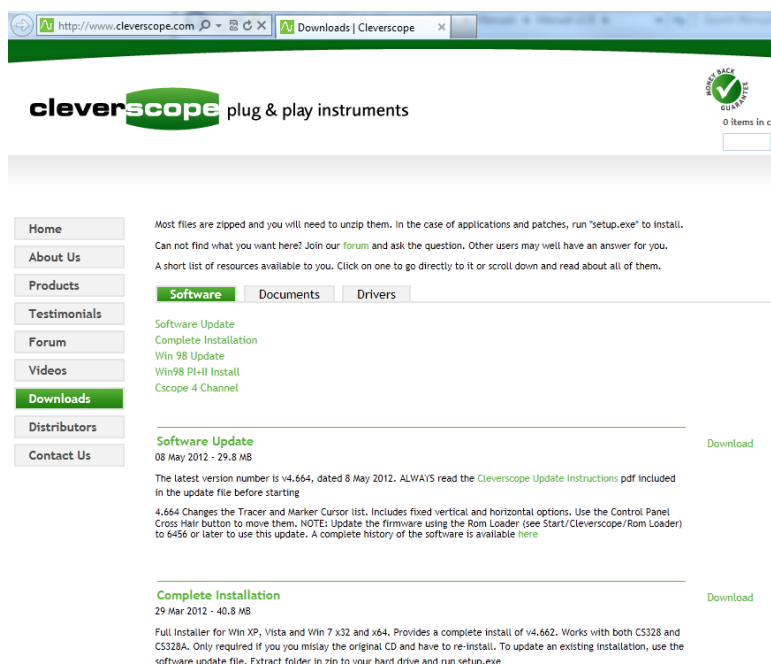 http://www.cleverscope.com
Downloads | Cleverscope
cleverscope plug & play instruments
MONEY BACK GUARANTEE
0 items in c
Home
About Us
Products
Testimonials
Forum
Videos
Downloads
Distributors
Contact Us
Most files are zipped and you will need to unzip them. In the case of applications and patches, run "setup.exe" to install.
Can not find what you want here? Join our forum and ask the question. Other users may well have an answer for you.
A short list of resources available to you. Click on one to go directly to it or scroll down and read about all of them.
Software Documents Drivers
Software Update
Complete Installation
Win 98 Update
Win98 PI+II Install
Cscope 4 Channel
Software Update Download
08 May 2012 - 29.8 MB
The latest version number is v4.664, dated 8 May 2012. ALWAYS read the Cleverscope Update Instructions pdf included
in the update file before starting
4.664 Changes the Tracer and Marker Cursor list. Includes fixed vertical and horizontal options. Use the Control Panel
Cross Hair button to move them. NOTE: Update the firmware using the Rom Loader (see Start/Cleverscope/Rom Loader)
to 6456 or later to use this update. A complete history of the software is available here
Complete Installation Download
29 Mar 2012 - 40.8 MB
Full Installer for Win XP, Vista and Win 7 x32 and x64. Provides a complete install of v4.662. Works with both CS328 and
CS328A. Only required if you you mislay the original CD and have to re-install. To update an existing installation, use the
software update file. Extract folder in zip to your hard drive and run setup.exe